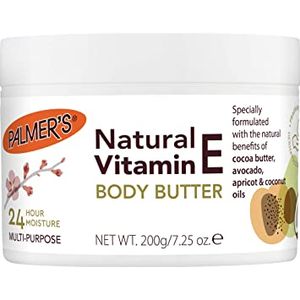 PALMER'S®
Natural
Vitamin E
BODY BUTTER
24 HOUR
MOISTURE
MULTI-PURPOSE
Specially
formulated
with the natural
benefits of
cocoa butter,
avocado,
apricot & coconut
oils
NET WT. 200g/7.25 oz.℮